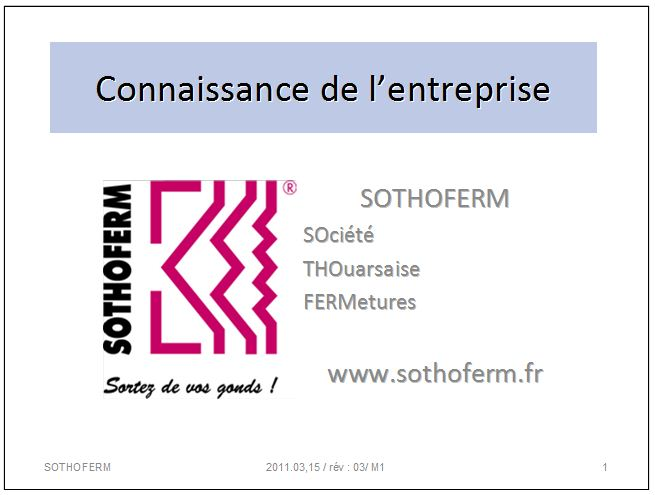 Connaissance de l’entreprise
SOTHOFERM
®
Sortez de vos gonds !
SOTHOFERM
SOciété
THOuarsaise
FERMetures
www.sothoferm.fr
SOTHOFERM 2011.03,15 / rév : 03/ M1 1